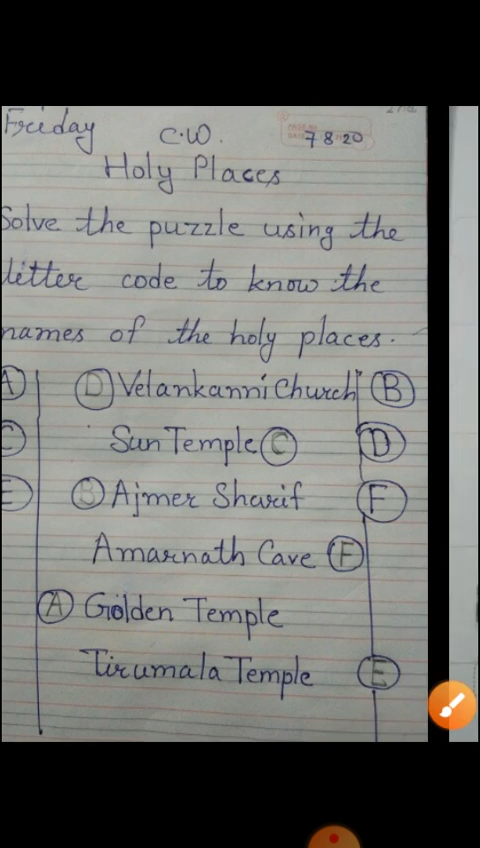 Friday C.W. 7 8 20
Holy Places
Solve the puzzle using the
litter code to know the
names of the holy places.
A D Velankanni Church B
C Sun Temple C D
E B Ajmer Sharif F
Amarnath Cave F
A Golden Temple
Tirumala Temple E